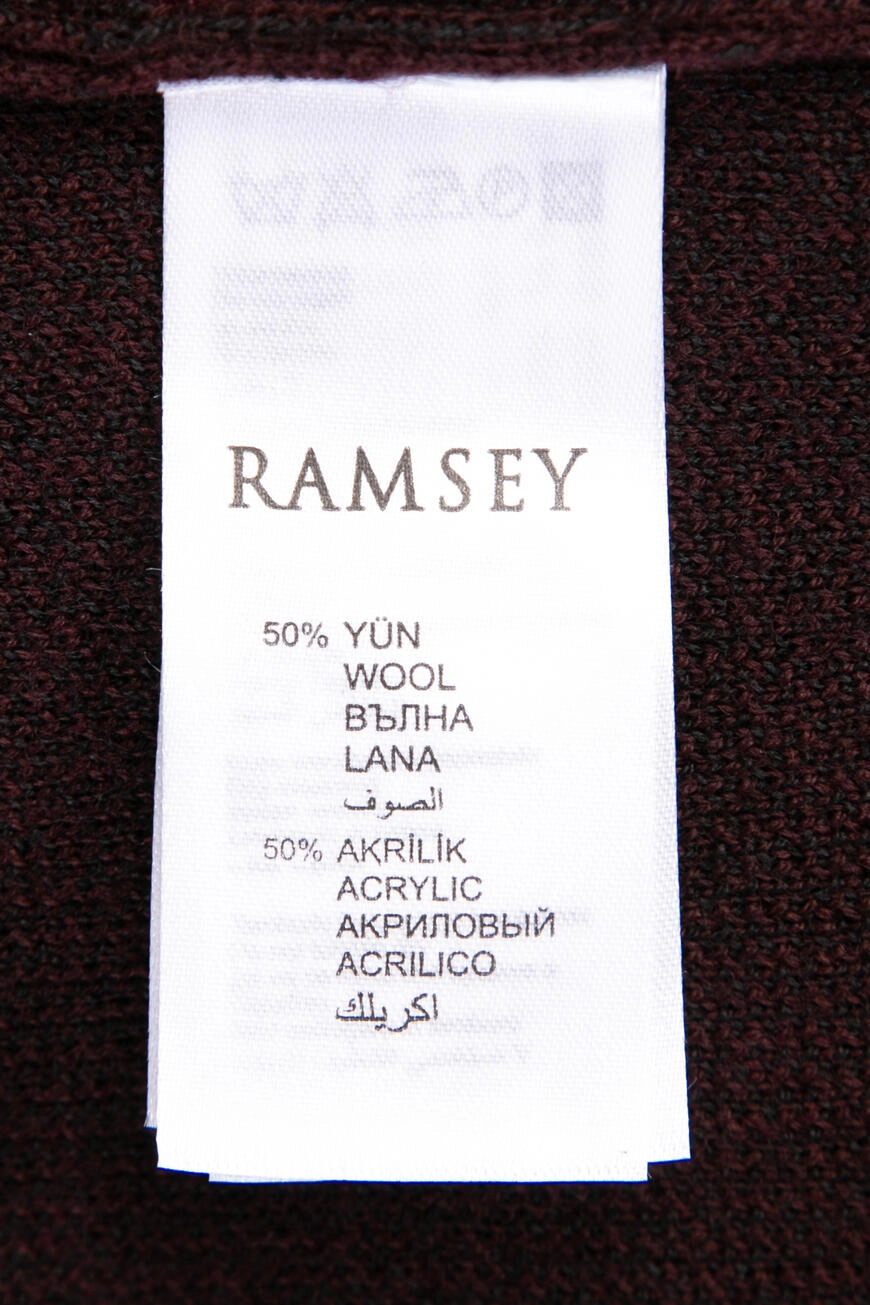 RAMSEY
50% YÜN
WOOL
ВЪЛНА
LANA
الصوف
50% AKRİLİK
ACRYLIC
АКРИЛОВЫЙ
ACRILICO
اكريلك